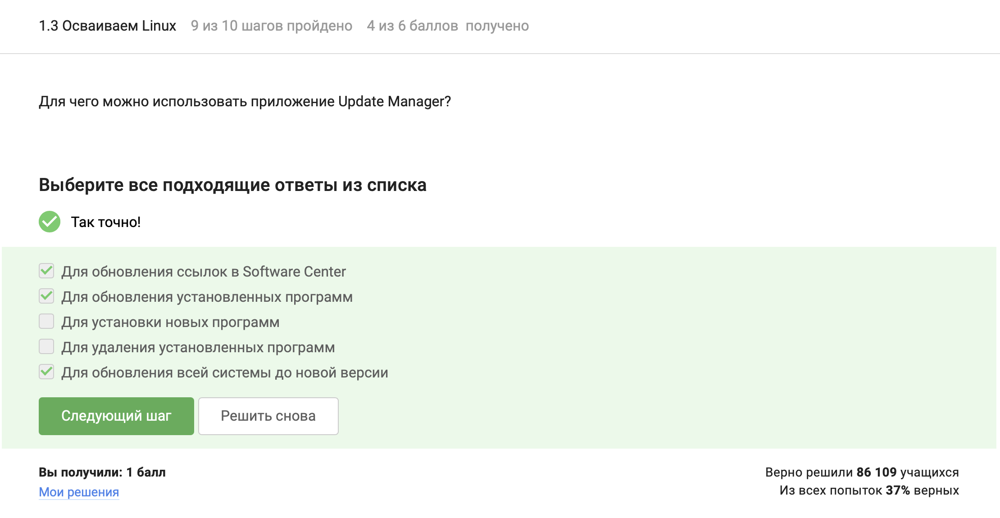 1.3 Осваиваем Linux 9 из 10 шагов пройдено 4 из 6 баллов получено
Для чего можно использовать приложение Update Manager?
Выберите все подходящие ответы из списка
Так точно!
Для обновления ссылок в Software Center
Для обновления установленных программ
Для установки новых программ
Для удаления установленных программ
Для обновления всей системы до новой версии
Следующий шаг Решить снова
Вы получили: 1 балл
Мои решения
Верно решили 86 109 учащихся
Из всех попыток 37% верных